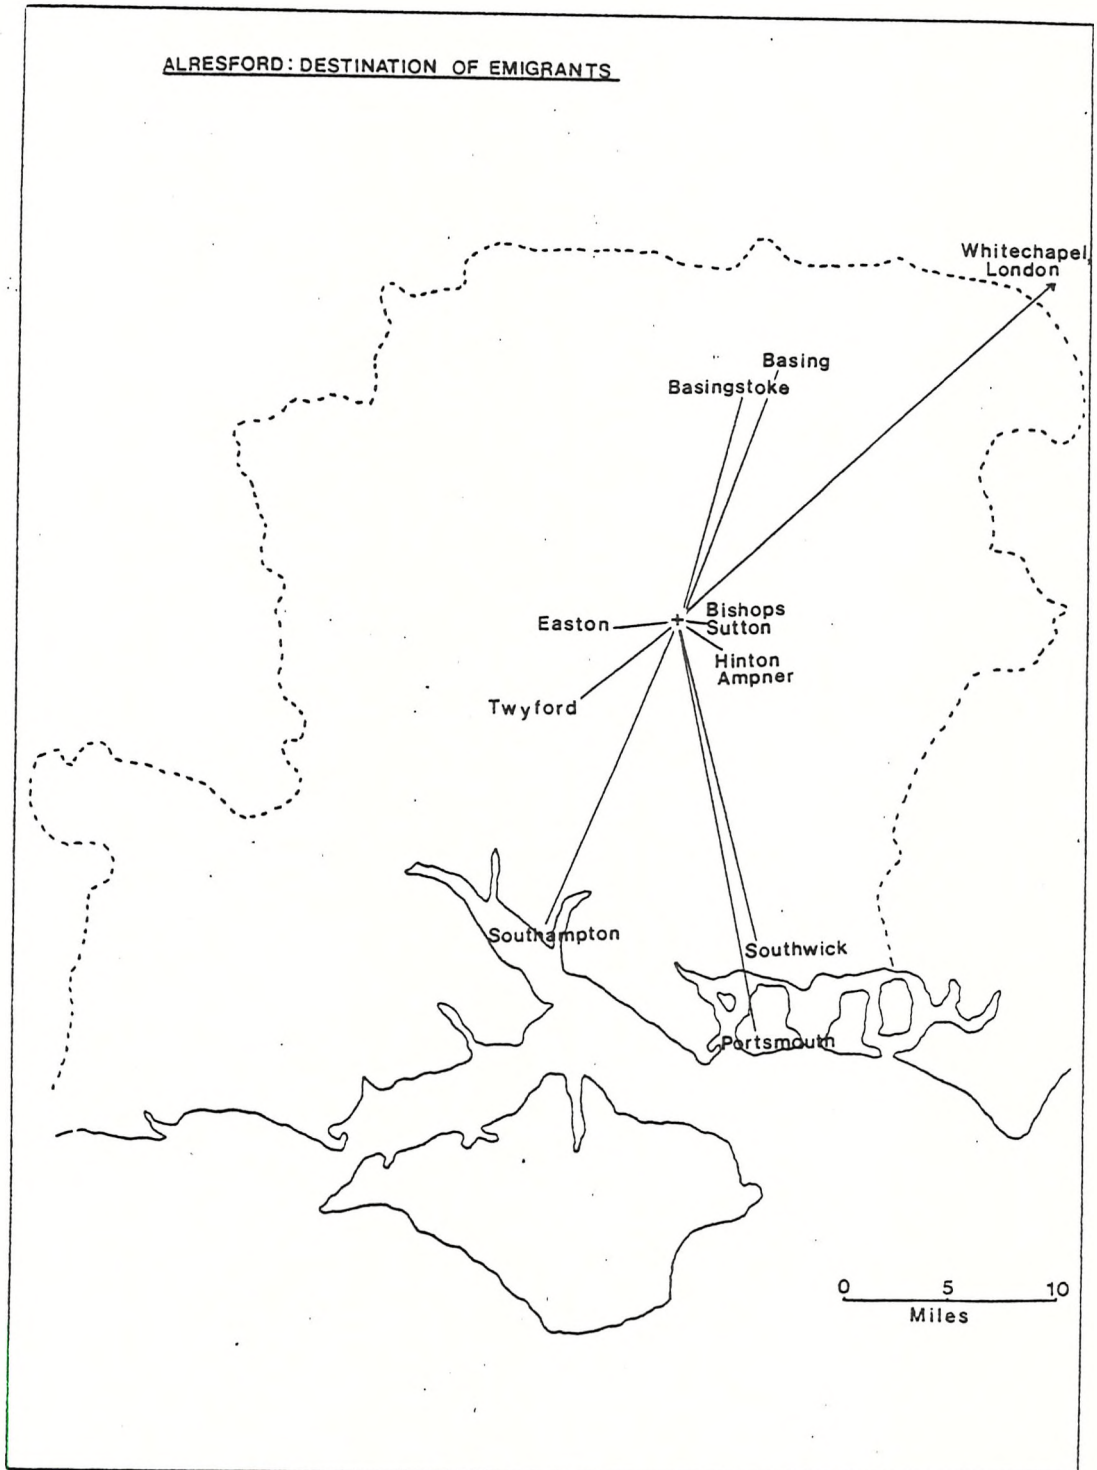 ALRESFORD: DESTINATION OF EMIGRANTS
Whitechapel,
London
Basing
Basingstoke
Easton
Bishops
Sutton
Hinton
Ampner
Twyford
Southampton
Southwick
Portsmouth
0 5 10
Miles